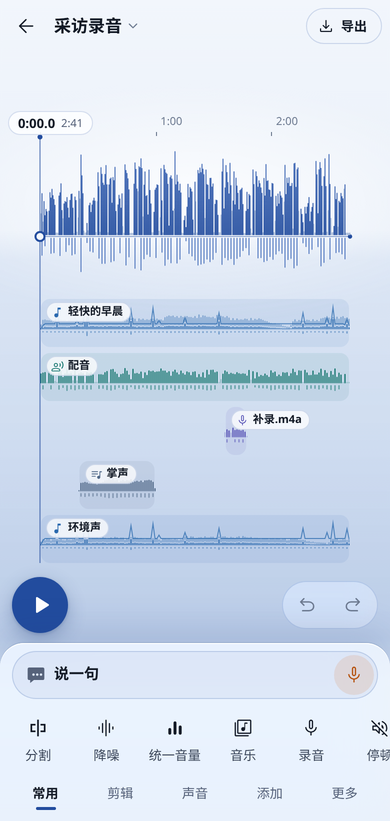 采访录音
导出
0:00.0 2:41
1:00
2:00
轻快的早晨
配音
补录.m4a
掌声
环境声
说一句
分割 降噪 统一音量 音乐 录音 停顿
常用 剪辑 声音 添加 更多